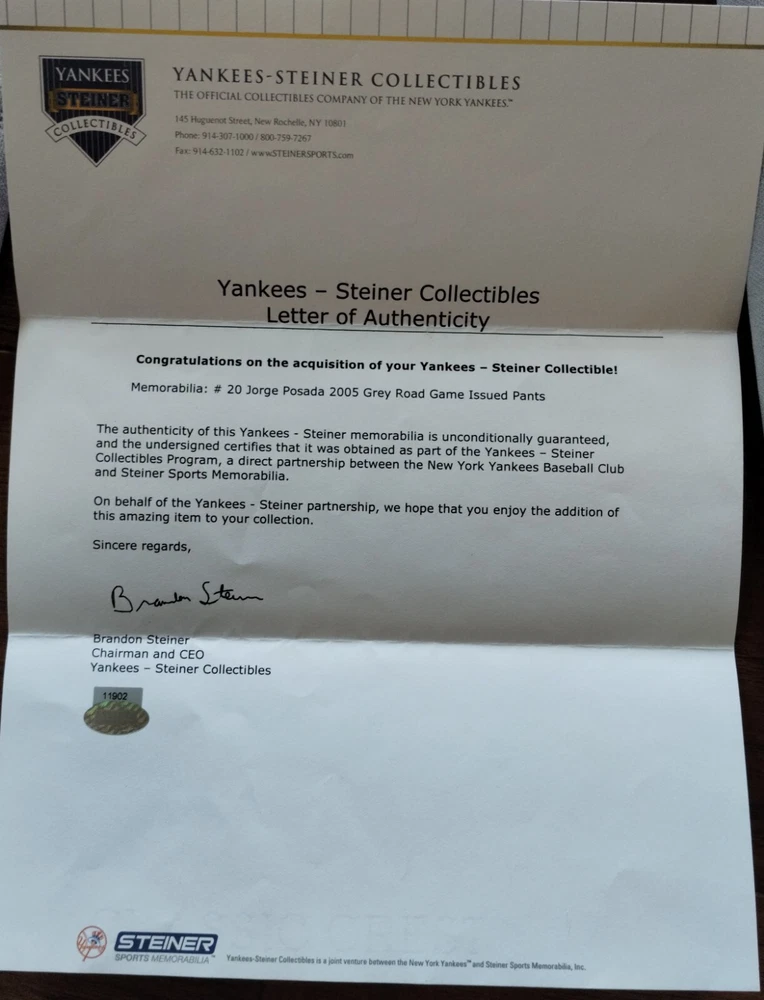 YANKEES
STEINER
COLLECTIBLES
YANKEES-STEINER COLLECTIBLES
THE OFFICIAL COLLECTIBLES COMPANY OF THE NEW YORK YANKEES.™
145 Huguenot Street, New Rochelle, NY 10801
Phone: 914-307-1000 / 800-759-7267
Fax: 914-632-1102 / wwwSTEINERSPORTS.com
Yankees – Steiner Collectibles
Letter of Authenticity
Congratulations on the acquisition of your Yankees – Steiner Collectible!
Memorabilia: # 20 Jorge Posada 2005 Grey Road Game Issued Pants
The authenticity of this Yankees - Steiner memorabilia is unconditionally guaranteed,
and the undersigned certifies that it was obtained as part of the Yankees – Steiner
Collectibles Program, a direct partnership between the New York Yankees Baseball Club
and Steiner Sports Memorabilia.
On behalf of the Yankees - Steiner partnership, we hope that you enjoy the addition of
this amazing item to your collection.
Sincere regards,
Brandon Steiner
Brandon Steiner
Chairman and CEO
Yankees – Steiner Collectibles
11902
STEINER
SPORTS MEMORABILIA™
Yankees-Steiner Collectibles is a joint venture between the New York Yankees™ and Steiner Sports Memorabilia, Inc.